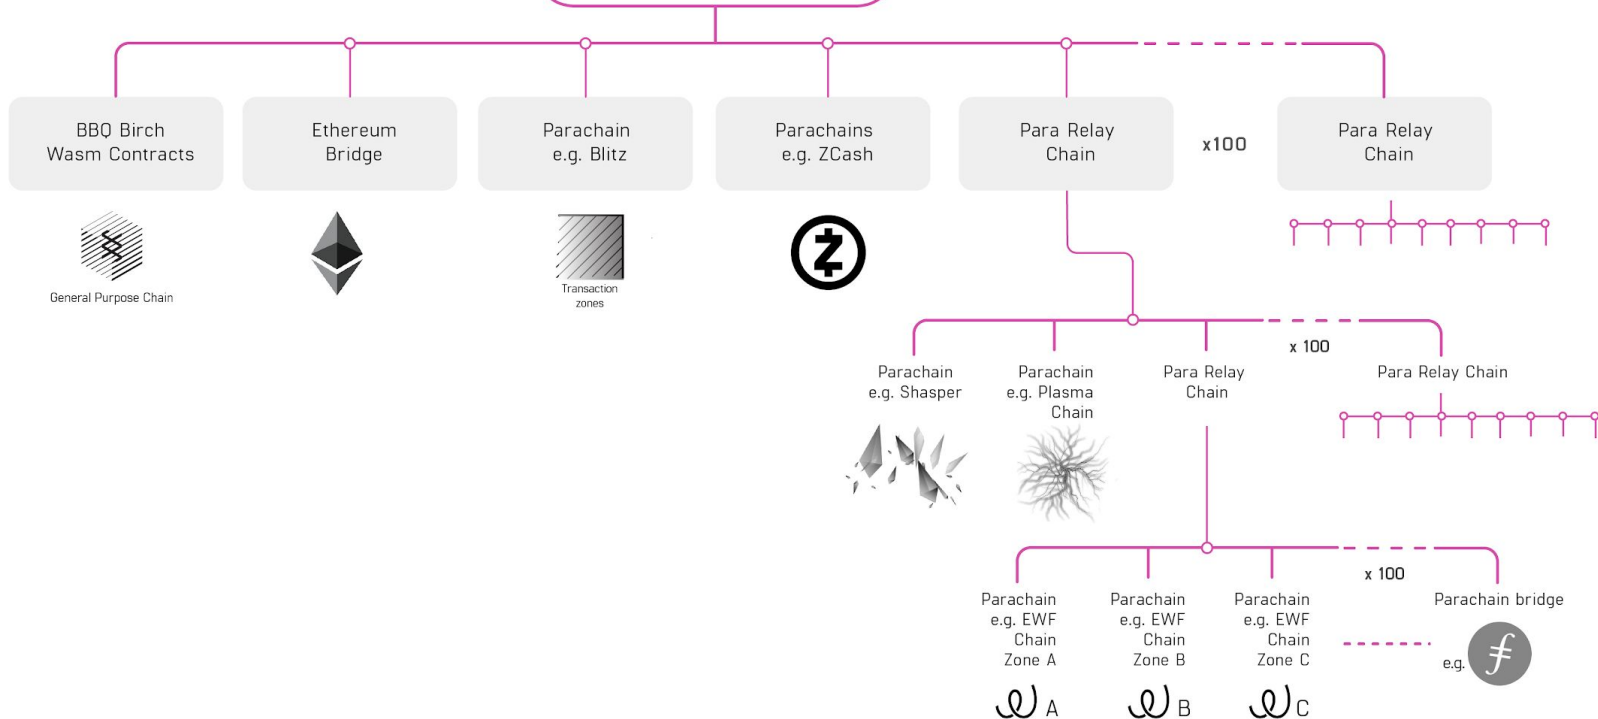 BBQ Birch
Wasm Contracts
Ethereum
Bridge
Parachain
e.g. Blitz
Parachains
e.g. ZCash
Para Relay
Chain
x100
Para Relay
Chain
General Purpose Chain
Transaction
zones
x 100
Parachain
e.g. Shasper
Parachain
e.g. Plasma
Chain
Para Relay
Chain
Para Relay Chain
x 100
Parachain
e.g. EWF
Chain
Zone A
Parachain
e.g. EWF
Chain
Zone B
Parachain
e.g. EWF
Chain
Zone C
Parachain bridge
e.g.
A
B
C